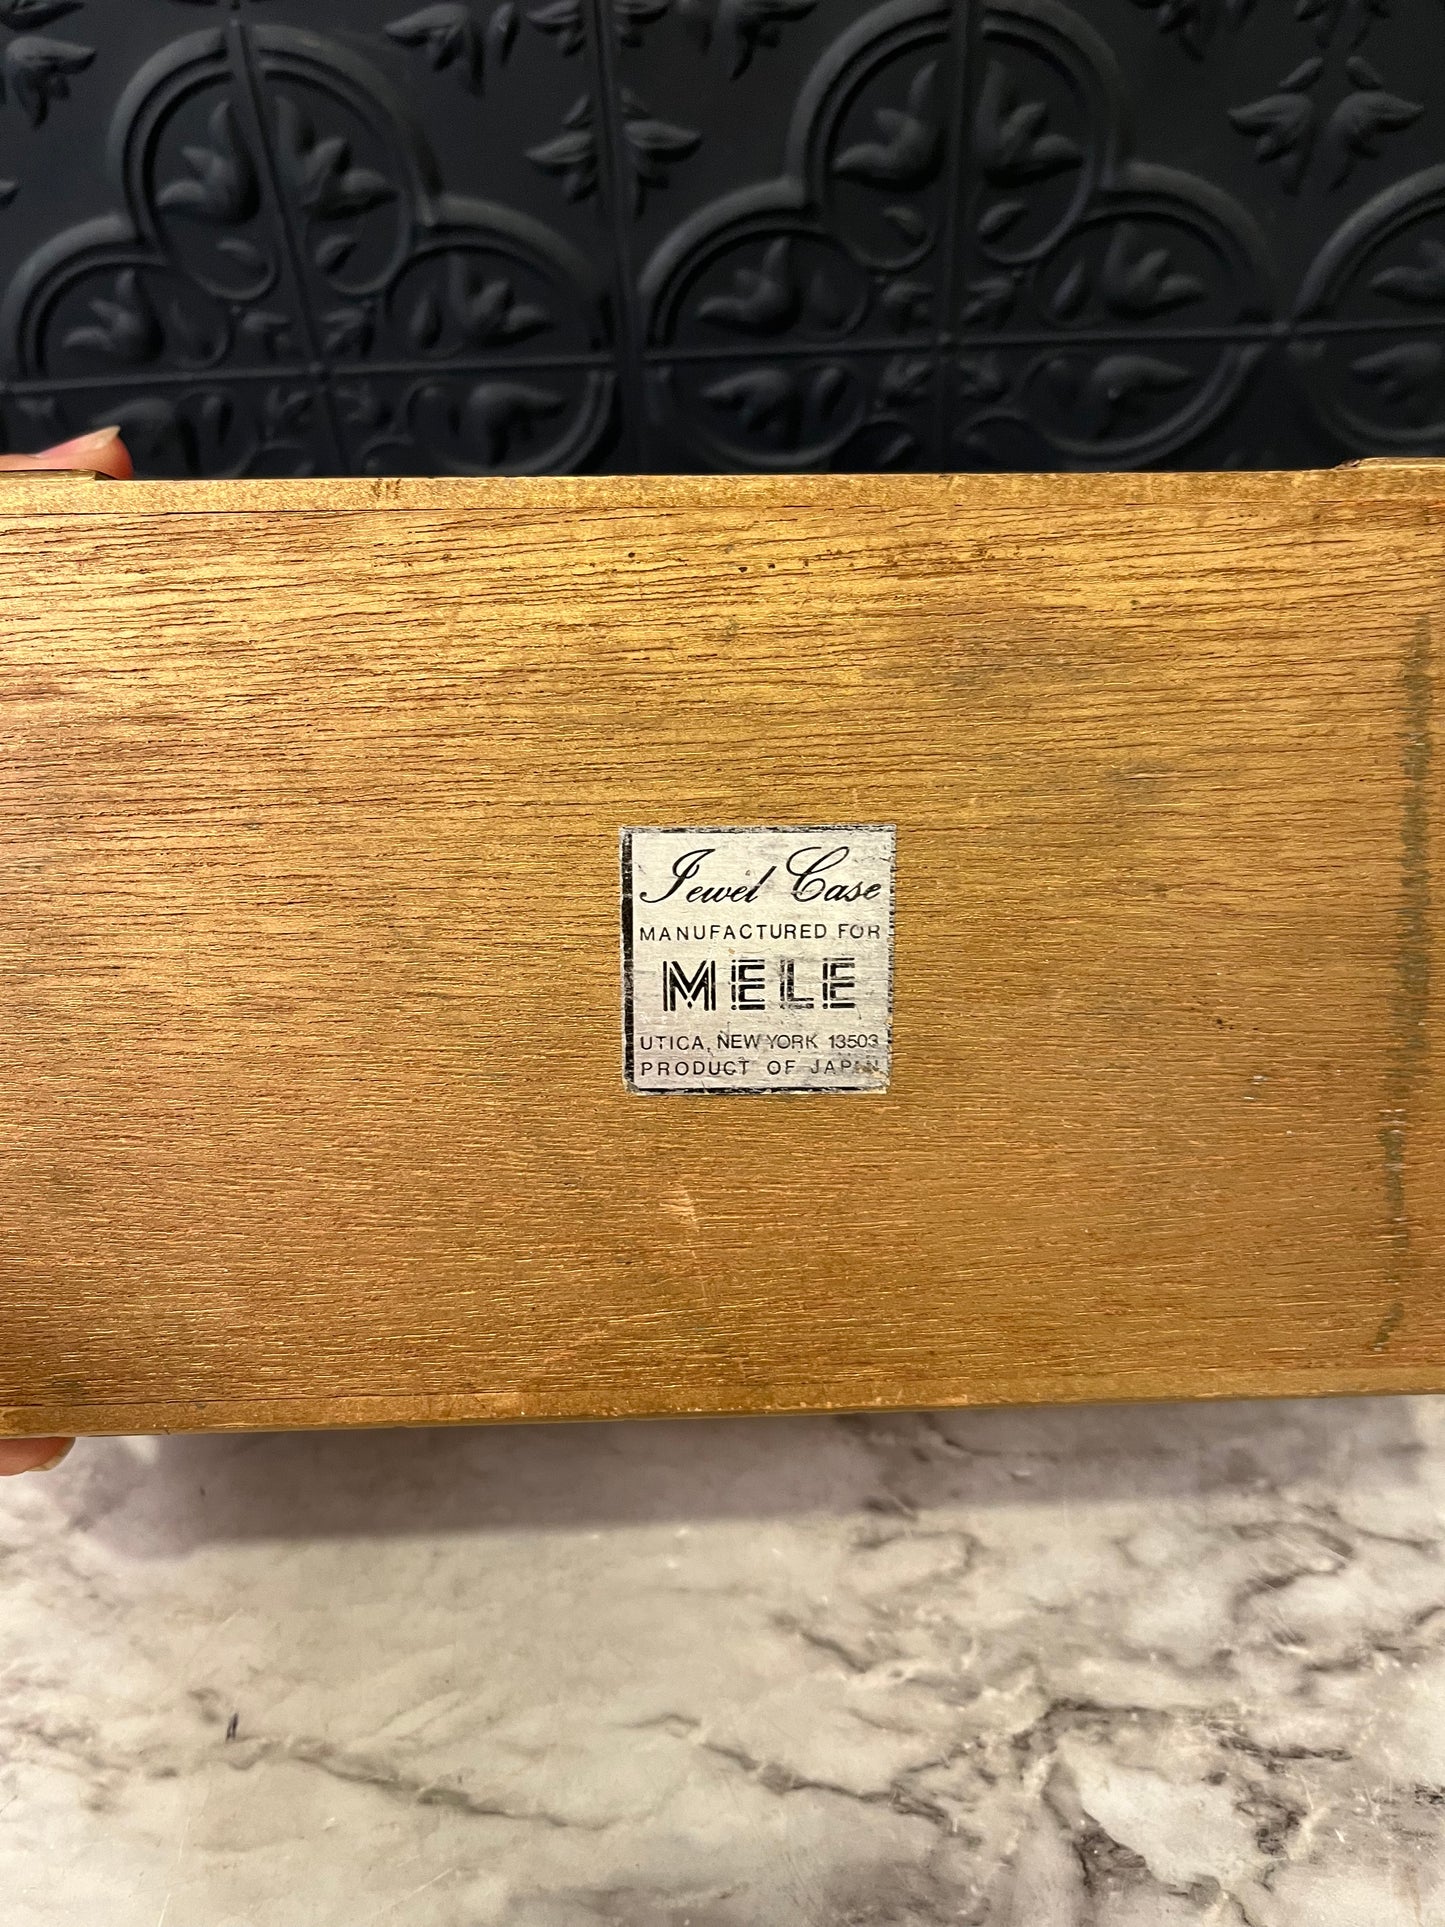 Jewel Case
MANUFACTURED FOR
MELE
UTICA, NEW YORK 13503
PRODUCT OF JAPAN